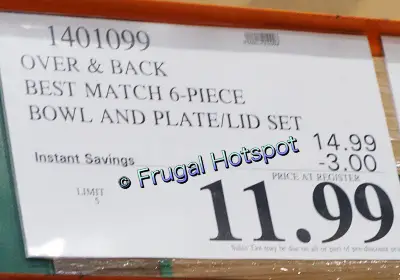 1401099
OVER & BACK
BEST MATCH 6-PIECE
BOWL AND PLATE/LID SET
14.99
Instant Savings -3.00
© Frugal Hotspot
PRICE AT REGISTER
LIMIT
5
11.99